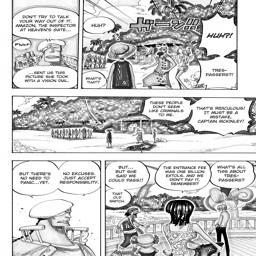 DON'T TRY TO TALK
YOUR WAY OUT OF IT!
AMAZON, THE INSPECTOR
AT HEAVEN'S GATE...
...SENT US THIS
PICTURE SHE TOOK
WITH A VISION DIAL.
HUH?
WHAT'S
THAT?
HUH?!
TRES-
PASSERS?!
THESE PEOPLE
DON'T SEEM
LIKE CRIMINALS
TO ME.
THAT'S RIDICULOUS!
IT MUST BE A
MISTAKE,
CAPTAIN MCKINLEY!
BUT THERE'S
NO NEED TO
PANIC...YET.
NO EXCUSES.
JUST ACCEPT
RESPONSIBILITY.
BUT...
BUT SHE
SAID WE
COULD PASS!!
THAT
OLD
SNITCH.
THE ENTRANCE FEE
WAS ONE BILLION
EXTOLS, AND WE
DIDN'T PAY IT,
REMEMBER?
WHAT'S ALL
THIS ABOUT
TRES-
PASSERS?